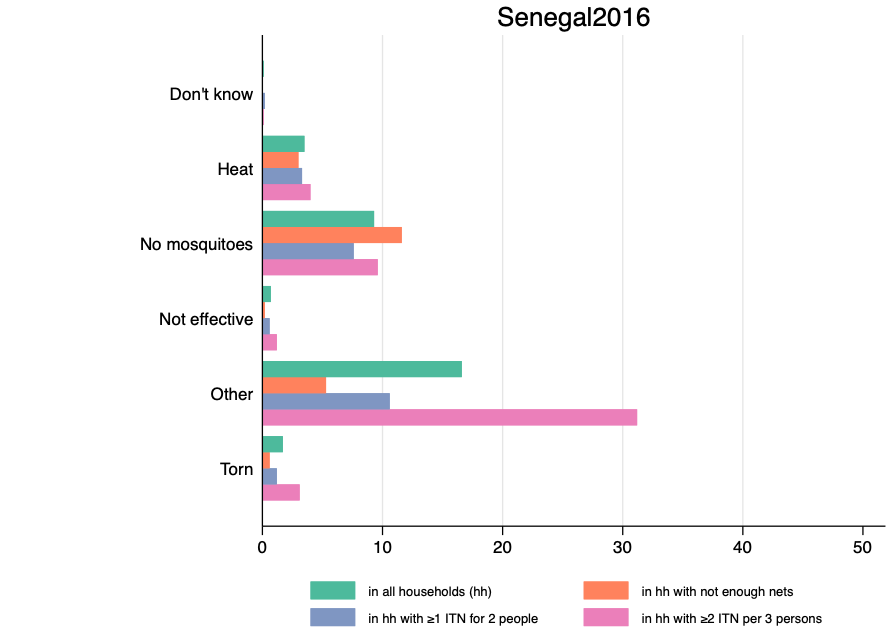 Senegal2016
Don't know
Heat
No mosquitoes
Not effective
Other
Torn
0 10 20 30 40 50
in all households (hh) in hh with not enough nets
in hh with ≥1 ITN for 2 people in hh with ≥2 ITN per 3 persons